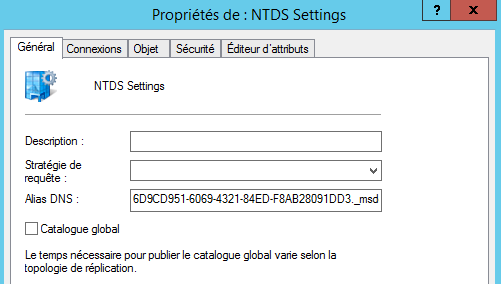 Propriétés de : NTDS Settings
? x
Général Connexions Objet Sécurité Éditeur d'attributs
NTDS Settings
Description :
Stratégie de
requête :
Alias DNS : 6D9CD951-6069-4321-84ED-F8AB28091DD3._msd
Catalogue global
Le temps nécessaire pour publier le catalogue global varie selon la
topologie de réplication.